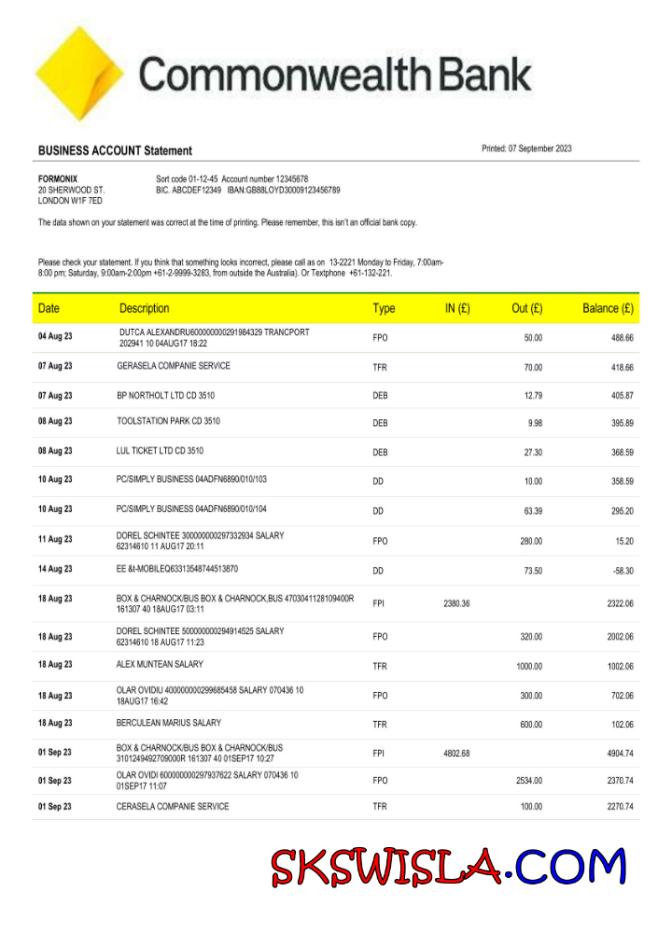 CommonwealthBank
BUSINESS ACCOUNT Statement
Printed: 07 September 2023
FORMONIX
20 SHERWOOD ST.
LONDON W1F 7ED
Sort code 01-12-45 Account number 12345678
BIC. ABCDEF12349 IBAN:GB88LOYD30009123456789
The data shown on your statement was correct at the time of printing. Please remember, this isn't an official bank copy.
Please check your statement. If you think that something looks incorrect, please call as on 13-2221 Monday to Friday, 7:00am-
8:00 pm; Saturday, 9:00am-2:00pm +61-2-9999-3283, from outside the Australia). Or Textphone +61-132-221.
Date Description Type IN (£) Out (£) Balance (£)
04 Aug 23 DUTCA ALEXANDRU600000000291984329 TRANCPORT
202941 10 04AUG17 18:22 FPO 50.00 488.66
07 Aug 23 GERASELA COMPANIE SERVICE TFR 70.00 418.66
07 Aug 23 BP NORTHOLT LTD CD 3510 DEB 12.79 405.87
08 Aug 23 TOOLSTATION PARK CD 3510 DEB 9.98 395.89
08 Aug 23 LUL TICKET LTD CD 3510 DEB 27.30 368.59
10 Aug 23 PC/SIMPLY BUSINESS 04ADFN6890/010/103 DD 10.00 358.59
10 Aug 23 PC/SIMPLY BUSINESS 04ADFN6890/010/104 DD 63.39 295.20
11 Aug 23 DOREL SCHINTEE 300000000297332934 SALARY
62314610 11 AUG17 20:11 FPO 280.00 15.20
14 Aug 23 EE &t-MOBILEQ63313548744513870 DD 73.50 -58.30
18 Aug 23 BOX & CHARNOCK/BUS BOX & CHARNOCK,BUS 4703041128109400R
161307 40 18AUG17 03:11 FPI 2380.36 2322.06
18 Aug 23 DOREL SCHINTEE 500000000294914525 SALARY
62314610 18 AUG17 11:23 FPO 320.00 2002.06
18 Aug 23 ALEX MUNTEAN SALARY TFR 1000.00 1002.06
18 Aug 23 OLAR OVIDIU 400000000299685458 SALARY 070436 10
18AUG17 16:42 FPO 300.00 702.06
18 Aug 23 BERCULEAN MARIUS SALARY TFR 600.00 102.06
01 Sep 23 BOX & CHARNOCK/BUS BOX & CHARNOCK/BUS
3101249492709000R 161307 40 01SEP17 10:27 FPI 4802.68 4904.74
01 Sep 23 OLAR OVIDI 600000000297937622 SALARY 070436 10
01SEP17 11:07 FPO 2534.00 2370.74
01 Sep 23 CERASELA COMPANIE SERVICE TFR 100.00 2270.74
SKSWISLA.COM